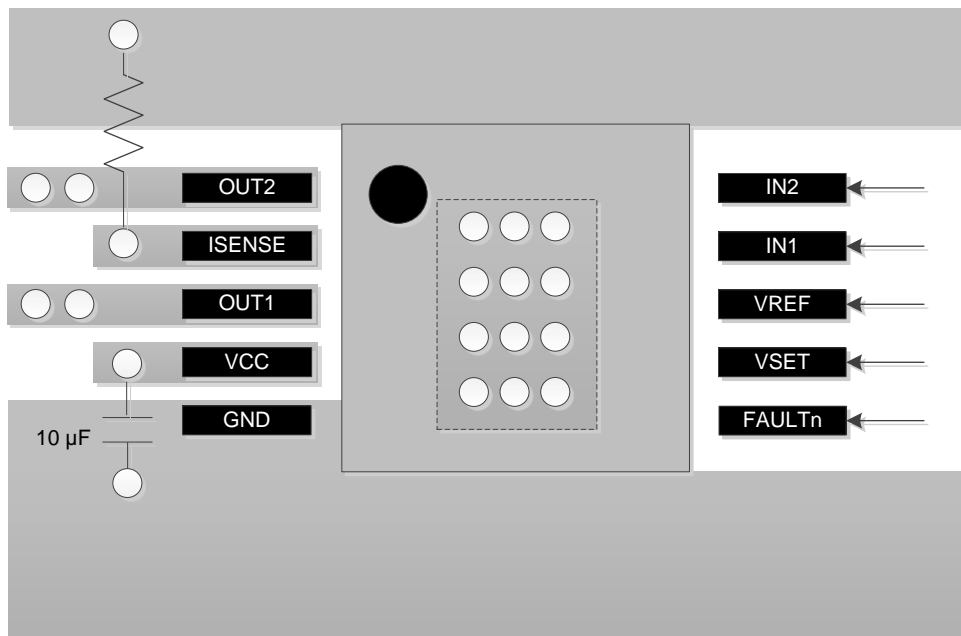 OUT2
ISENSE
OUT1
VCC
GND
10 µF
IN2
IN1
VREF
VSET
FAULTn